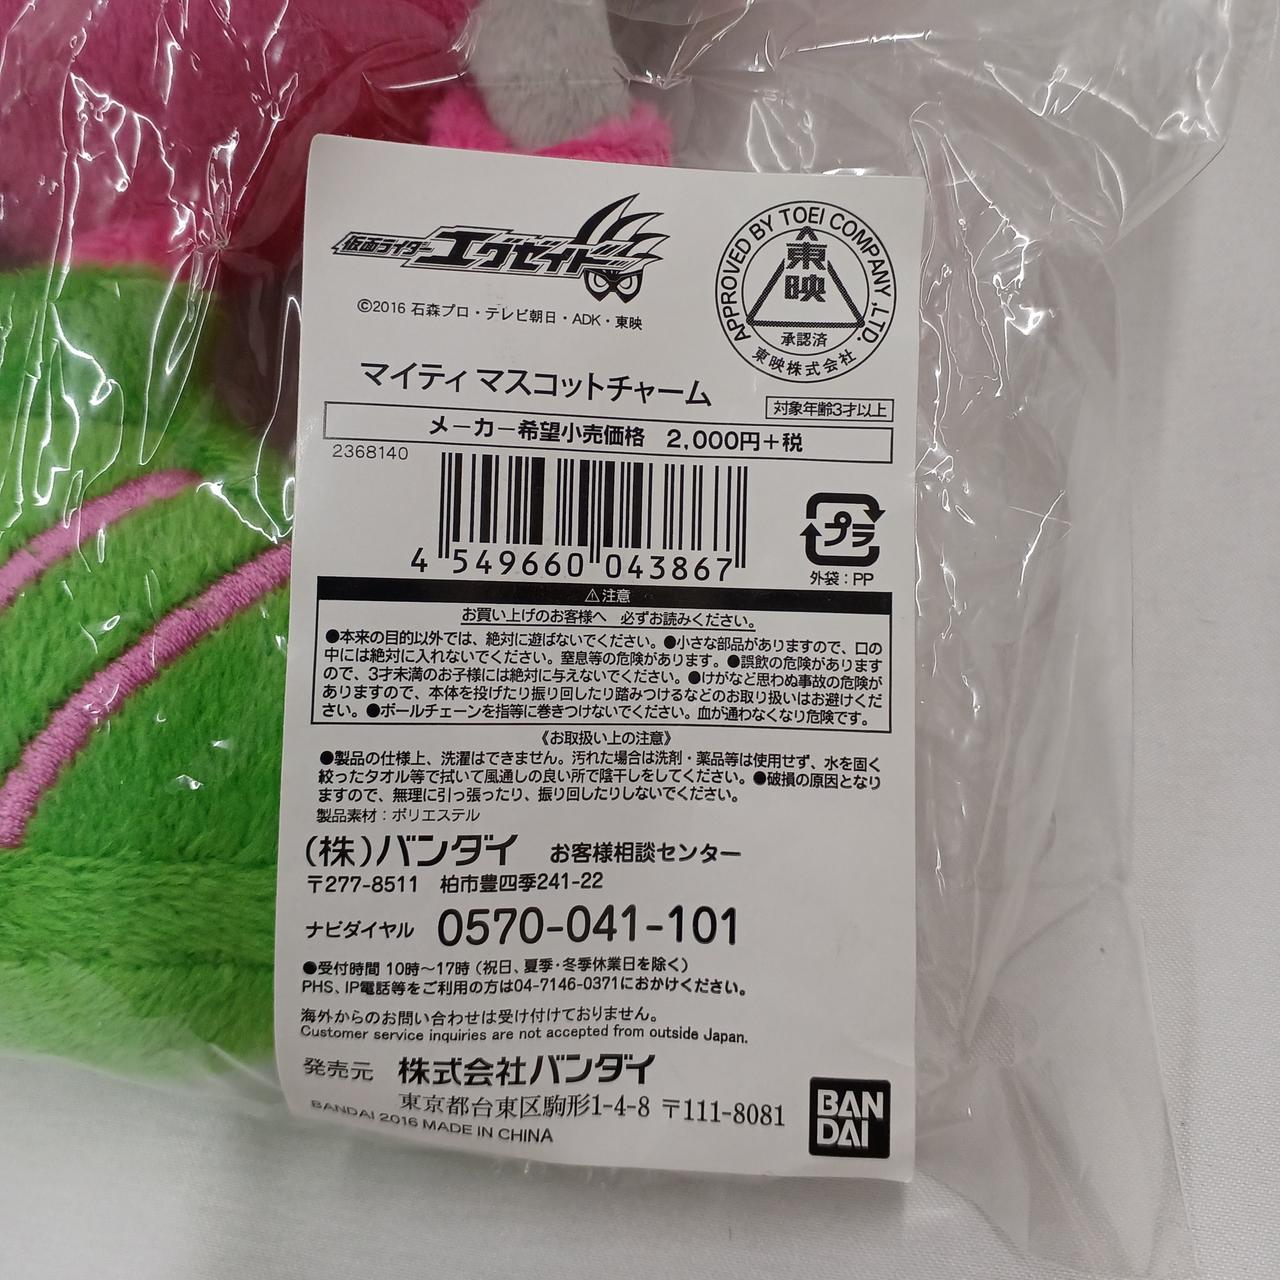 仮面ライダー エグゼイド
©2016 石森プロ・テレビ朝日・ADK・東映
APPROVED BY TOEI COMPANY ,LTD.
東映
承認済
東映株式会社
マイティ マスコットチャーム
対象年齢3才以上
メーカー希望小売価格 2,000円+税
2368140
4 549660 043867
プラ
外袋:PP
⚠注意
お買い上げのお客様へ 必ずお読みください。
●本来の目的以外では、絶対に遊ばないでください。●小さな部品がありますので、口の
中には絶対に入れないでください。窒息等の危険があります。●誤飲の危険があります
ので、3才未満のお子様には絶対に与えないでください。●けがなど思わぬ事故の危険が
ありますので、本体を投げたり振り回したり踏みつけるなどのお取り扱いはお避けくだ
さい。●ボールチェーンを指等に巻きつけないでください。血が通わなくなり危険です。
《お取扱い上の注意》
●製品の仕様上、洗濯はできません。汚れた場合は洗剤・薬品等は使用せず、水を固く
絞ったタオル等で拭いて風通しの良い所で陰干しをしてください。●破損の原因となり
ますので、無理に引っ張ったり、振り回したりしないでください。
製品素材:ポリエステル
(株)バンダイ お客様相談センター
〒277-8511 柏市豊四季241-22
ナビダイヤル 0570-041-101
●受付時間 10時~17時(祝日、夏季・冬季休業日を除く)
PHS、IP電話等をご利用の方は04-7146-0371におかけください。
海外からのお問い合わせは受け付けておりません。
Customer service inquiries are not accepted from outside Japan.
発売元 株式会社バンダイ
東京都台東区駒形1-4-8 〒111-8081
BANDAI 2016 MADE IN CHINA
BAN
DAI